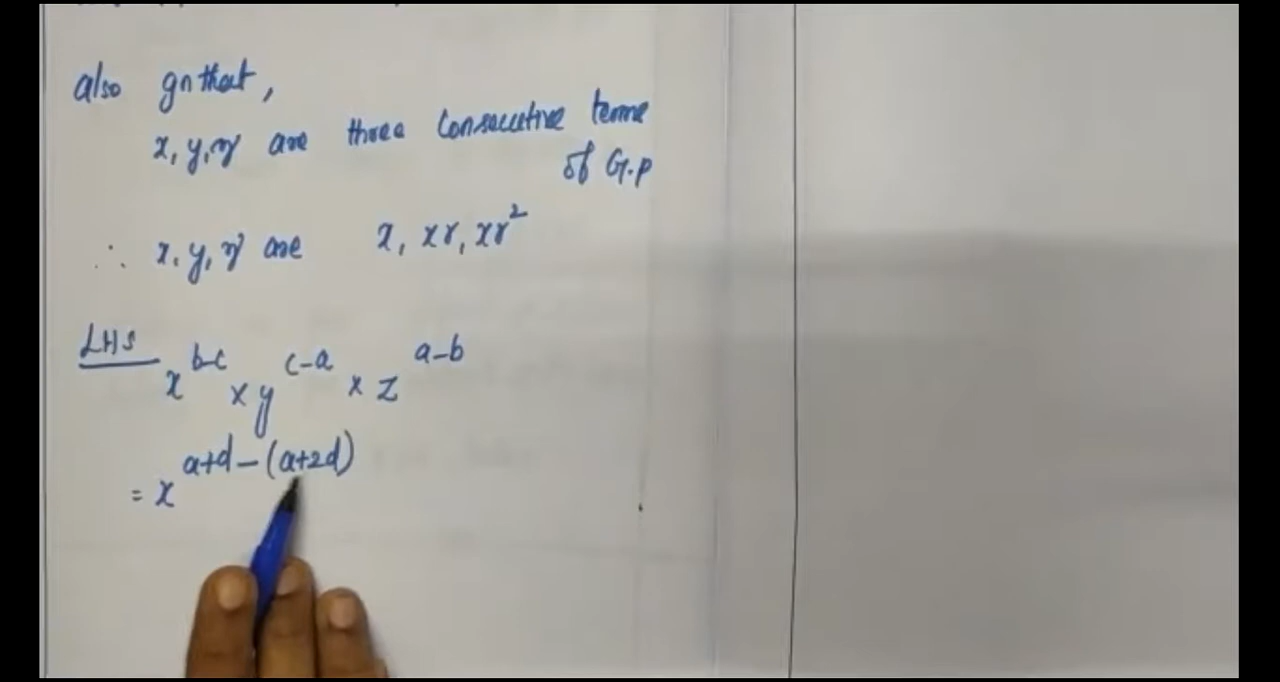 also gn that,
x, y, z are three Consecutive terms
of G.P
∴ x, y, z are x, xr, xr²
LHS
x^(b-c) × y^(c-a) × z^(a-b)
= x^(a+d-(a+2d))